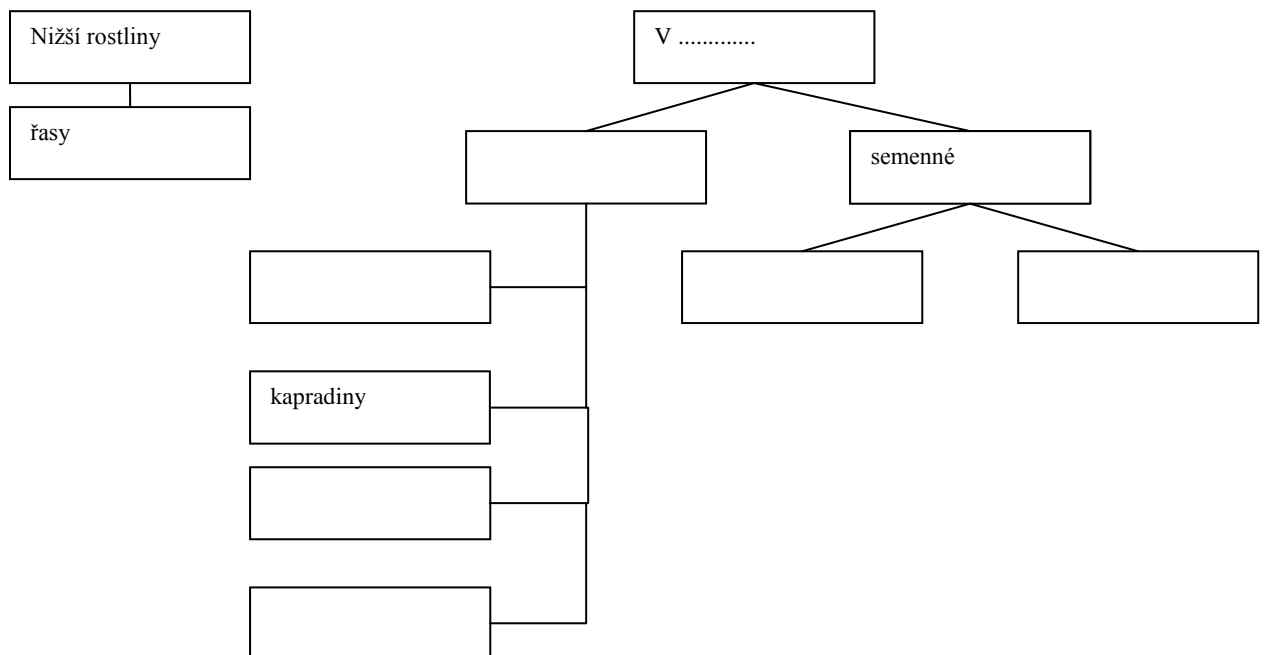 Nižší rostliny
V .............
řasy
semenné
kapradiny